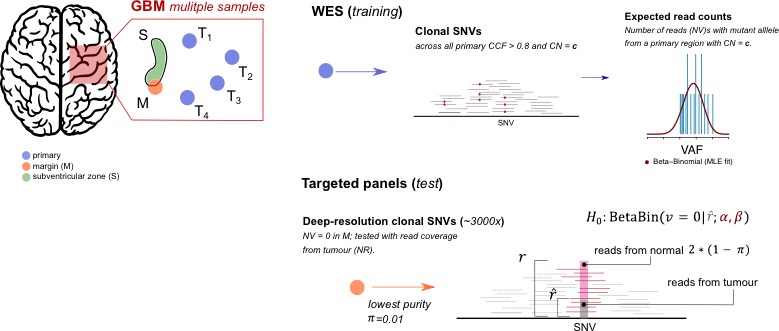 GBM mulitple samples
S
M
T1
T2
T3
T4
primary
margin (M)
subventricular zone (S)
WES (training)
Clonal SNVs
across all primary CCF > 0.8 and CN = c
SNV
Expected read counts
Number of reads (NV)s with mutant allele
from a primary region with CN = c.
VAF
Beta–Binomial (MLE fit)
Targeted panels (test)
Deep-resolution clonal SNVs (~3000x)
NV = 0 in M; tested with read coverage
from tumour (NR).
lowest purity
π=0.01
H₀: BetaBin(v = 0| r̂; α, β)
reads from normal 2 * (1 − π)
reads from tumour
r
r̂
SNV